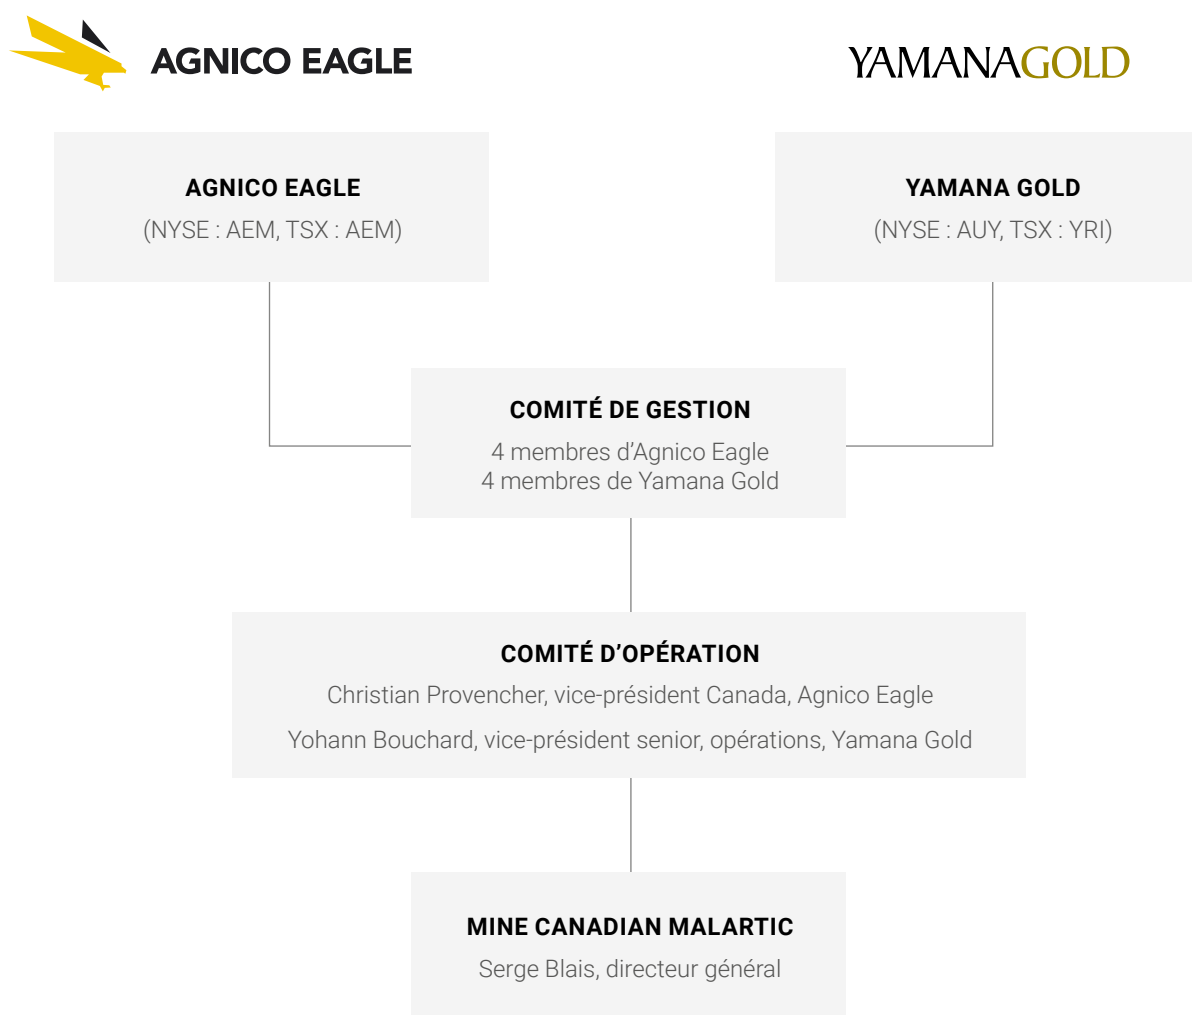 AGNICO EAGLE
YAMANAGOLD
AGNICO EAGLE
(NYSE : AEM, TSX : AEM)
YAMANA GOLD
(NYSE : AUY, TSX : YRI)
COMITÉ DE GESTION
4 membres d’Agnico Eagle
4 membres de Yamana Gold
COMITÉ D’OPÉRATION
Christian Provencher, vice-président Canada, Agnico Eagle
Yohann Bouchard, vice-président senior, opérations, Yamana Gold
MINE CANADIAN MALARTIC
Serge Blais, directeur général